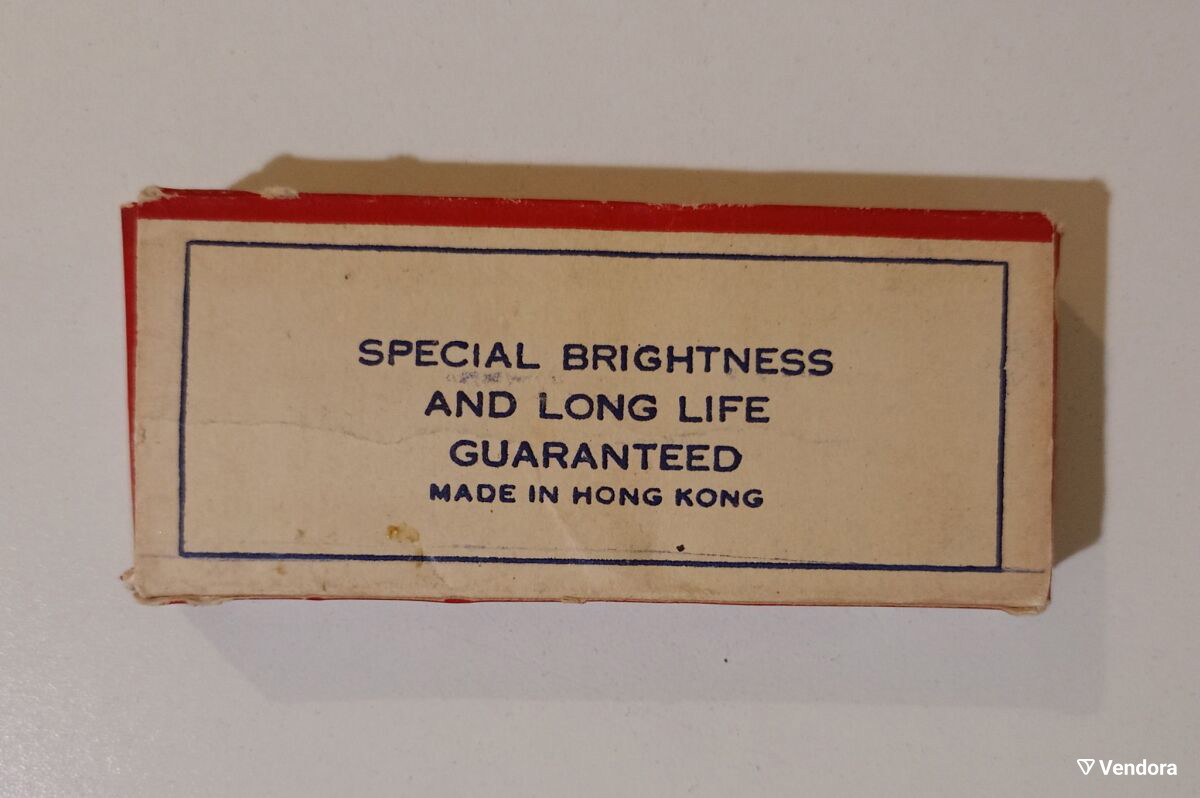 SPECIAL BRIGHTNESS
AND LONG LIFE
GUARANTEED
MADE IN HONG KONG
Vendora